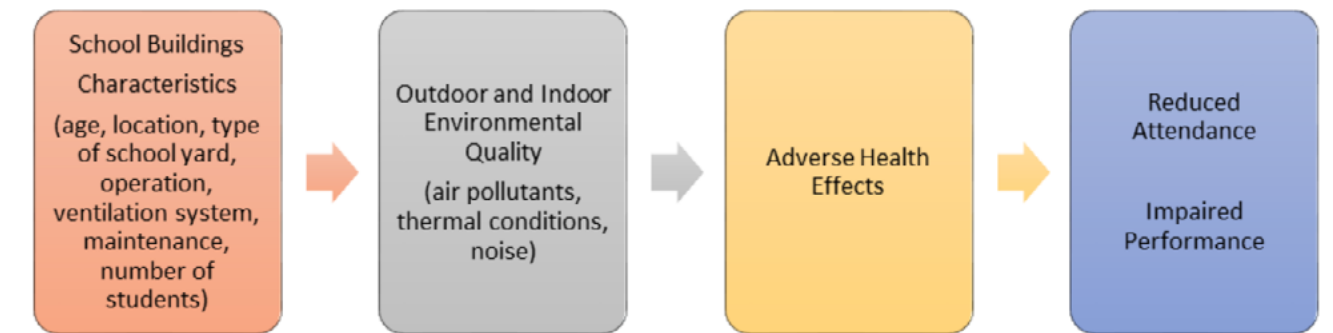 School Buildings
Characteristics
(age, location, type
of school yard,
operation,
ventilation system,
maintenance,
number of
students)
Outdoor and Indoor
Environmental
Quality
(air pollutants,
thermal conditions,
noise)
Adverse Health
Effects
Reduced
Attendance
Impaired
Performance